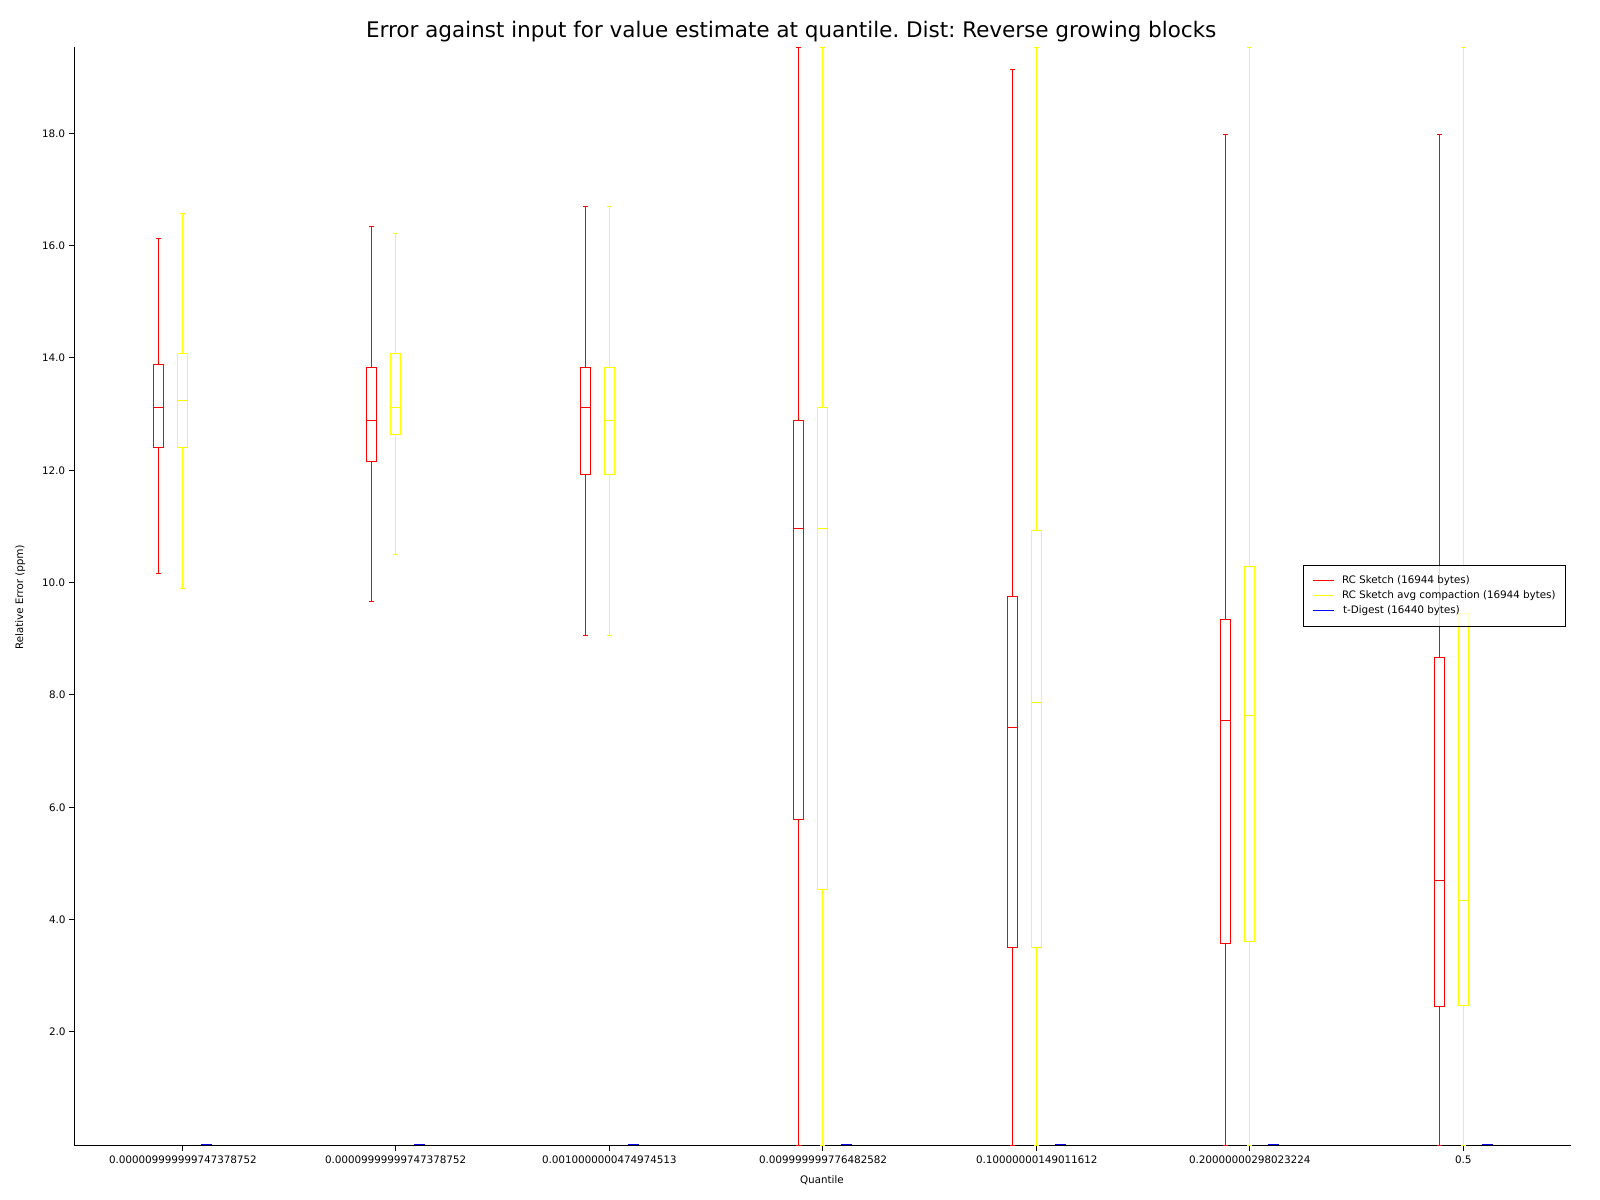 Error against input for value estimate at quantile. Dist: Reverse growing blocks
18.0
16.0
14.0
12.0
10.0
8.0
6.0
4.0
2.0
Relative Error (ppm)
RC Sketch (16944 bytes)
RC Sketch avg compaction (16944 bytes)
t-Digest (16440 bytes)
0.000009999999747378752 0.00009999999747378752 0.0010000000474974513 0.009999999776482582 0.10000000149011612 0.20000000298023224 0.5
Quantile